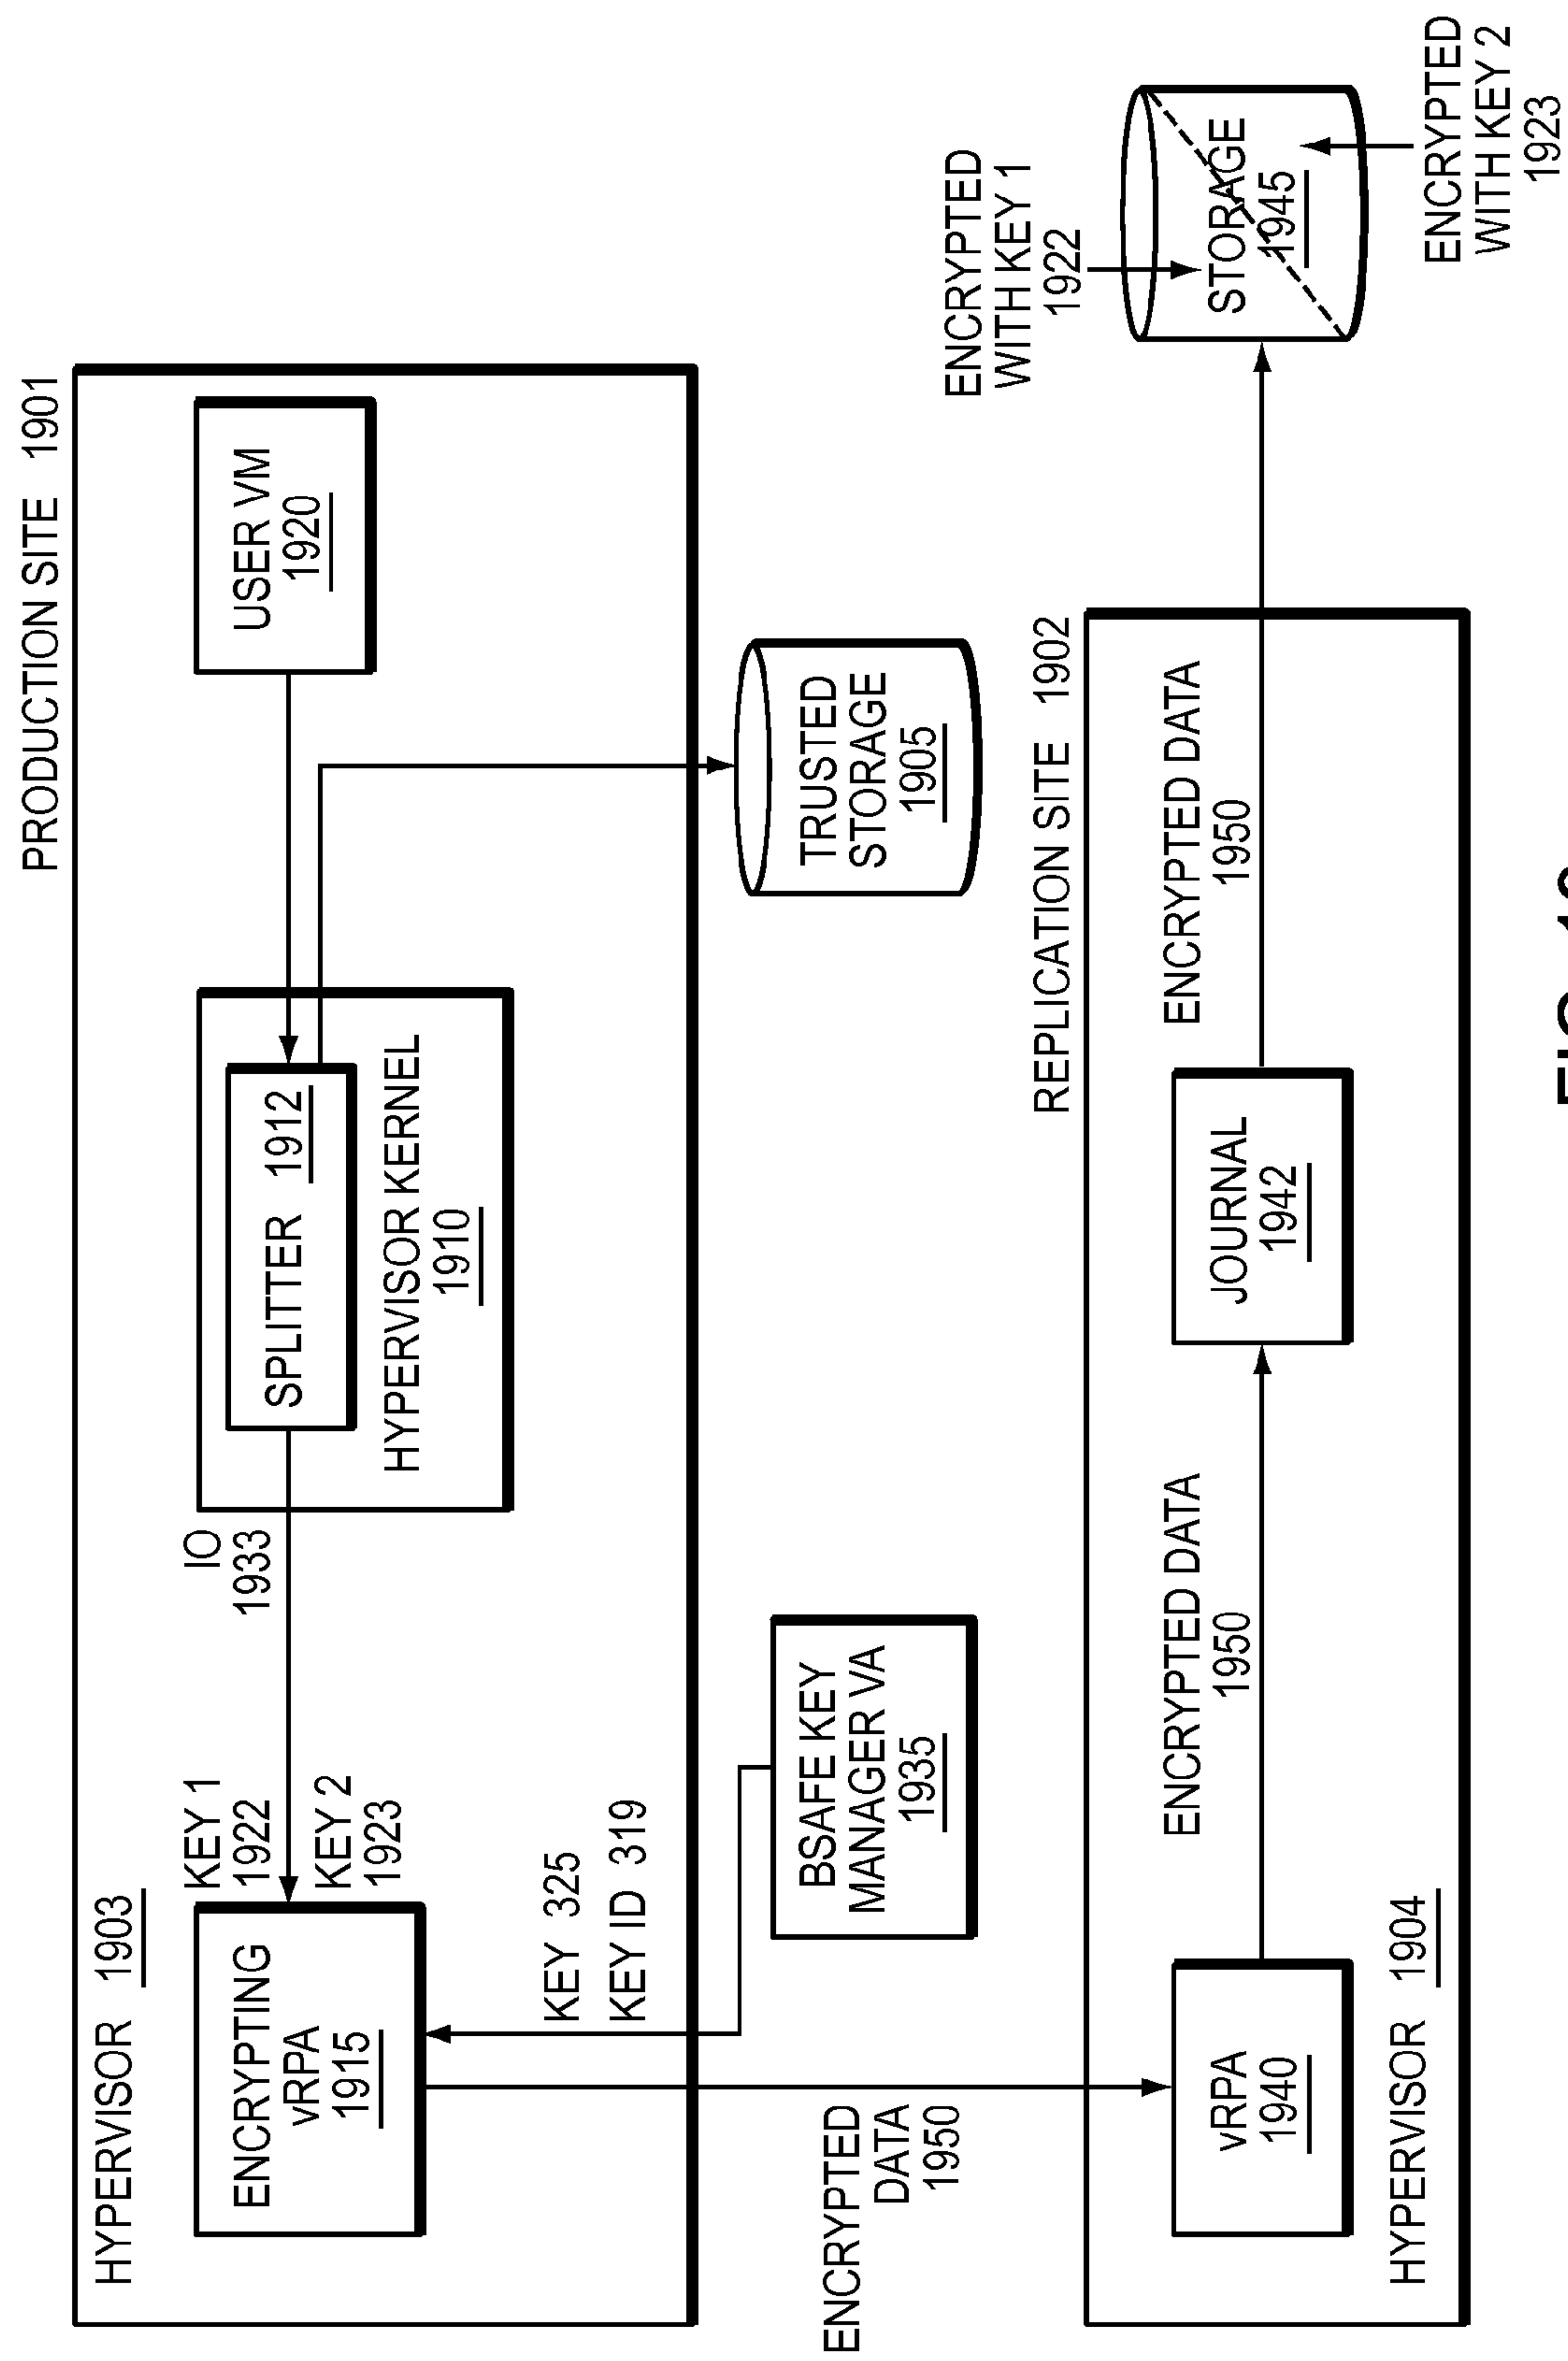 PRODUCTION SITE 1901
HYPERVISOR 1903
KEY 1
1922
KEY 2
1923
IO
1933
ENCRYPTING
vRPA
1915
SPLITTER 1912
HYPERVISOR KERNEL
1910
USER VM
1920
KEY 325
KEY ID 319
BSAFE KEY
MANAGER VA
1935
TRUSTED
STORAGE
1905
ENCRYPTED
DATA
1950
REPLICATION SITE 1902
vRPA
1940
ENCRYPTED DATA
1950
JOURNAL
1942
ENCRYPTED DATA
1950
HYPERVISOR 1904
ENCRYPTED
WITH KEY 1
1922
STORAGE
1945
ENCRYPTED
WITH KEY 2
1923